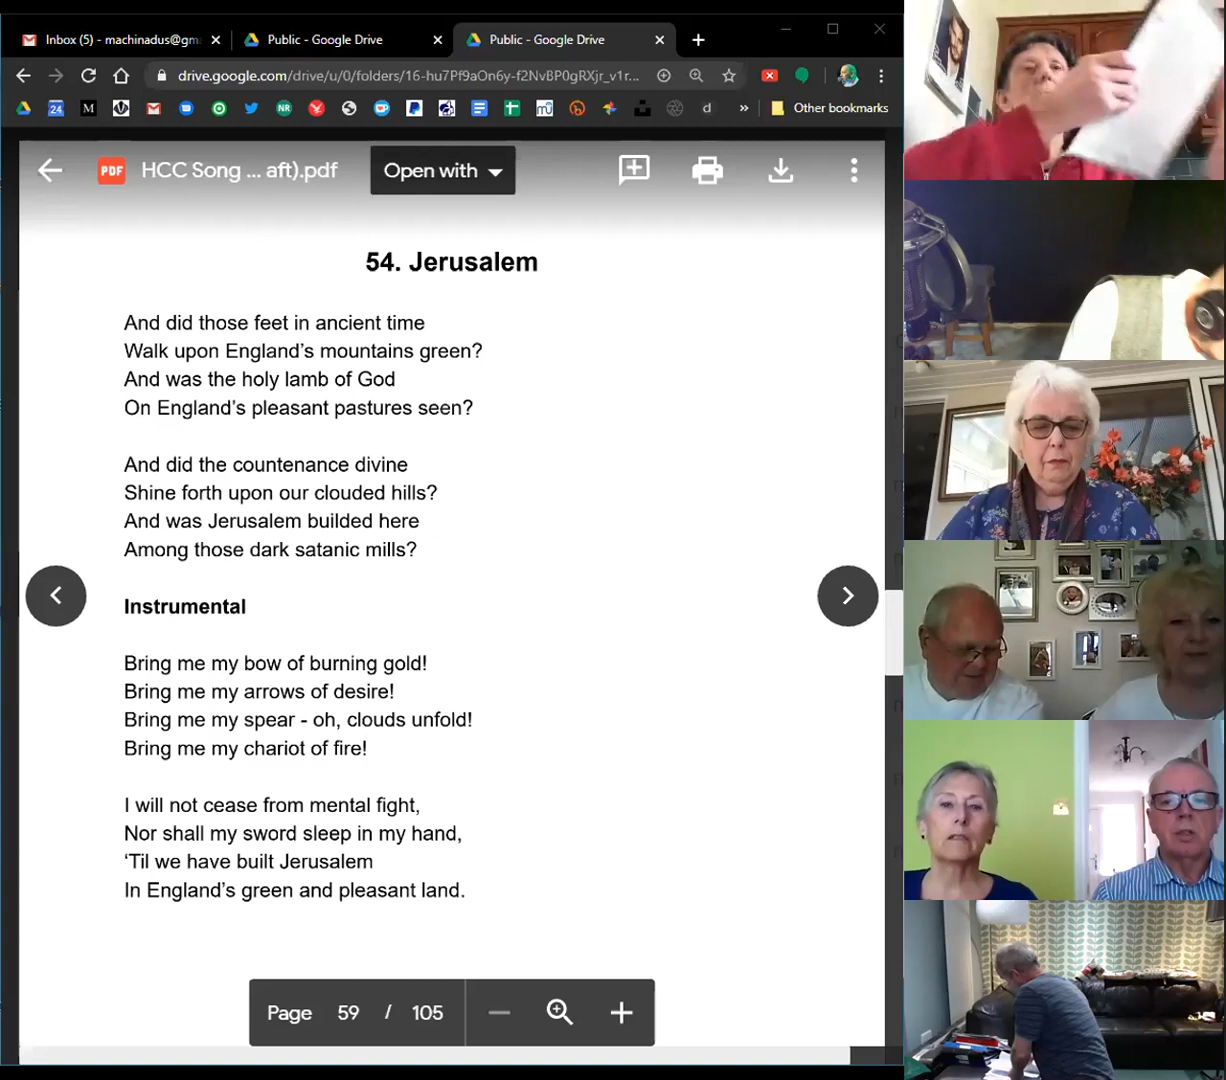 Inbox (5) - machinadus@gm
Public - Google Drive
Public - Google Drive
drive.google.com/drive/u/0/folders/16-hu7Pf9aOn6y-f2NvBP0gRXjr_v1r...
24
M
NR
d
»
Other bookmarks
PDF
HCC Song ... aft).pdf
Open with
54. Jerusalem
And did those feet in ancient time
Walk upon England’s mountains green?
And was the holy lamb of God
On England’s pleasant pastures seen?
And did the countenance divine
Shine forth upon our clouded hills?
And was Jerusalem builded here
Among those dark satanic mills?
Instrumental
Bring me my bow of burning gold!
Bring me my arrows of desire!
Bring me my spear - oh, clouds unfold!
Bring me my chariot of fire!
I will not cease from mental fight,
Nor shall my sword sleep in my hand,
‘Til we have built Jerusalem
In England’s green and pleasant land.
Page 59 / 105